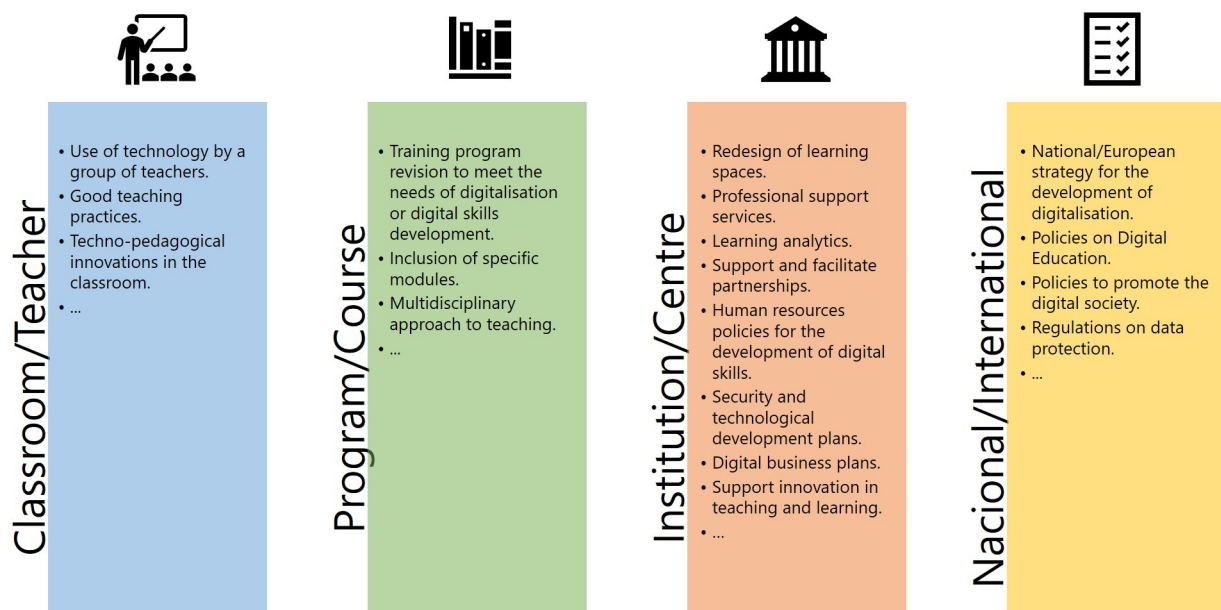 Classroom/Teacher
• Use of technology by a
group of teachers.
• Good teaching
practices.
• Techno-pedagogical
innovations in the
classroom.
• ...
Program/Course
• Training program
revision to meet the
needs of digitalisation
or digital skills
development.
• Inclusion of specific
modules.
• Multidisciplinary
approach to teaching.
• ...
Institution/Centre
• Redesign of learning
spaces.
• Professional support
services.
• Learning analytics.
• Support and facilitate
partnerships.
• Human resources
policies for the
development of digital
skills.
• Security and
technological
development plans.
• Digital business plans.
• Support innovation in
teaching and learning.
• ...
Nacional/International
• National/European
strategy for the
development of
digitalisation.
• Policies on Digital
Education.
• Policies to promote the
digital society.
• Regulations on data
protection.
• ...